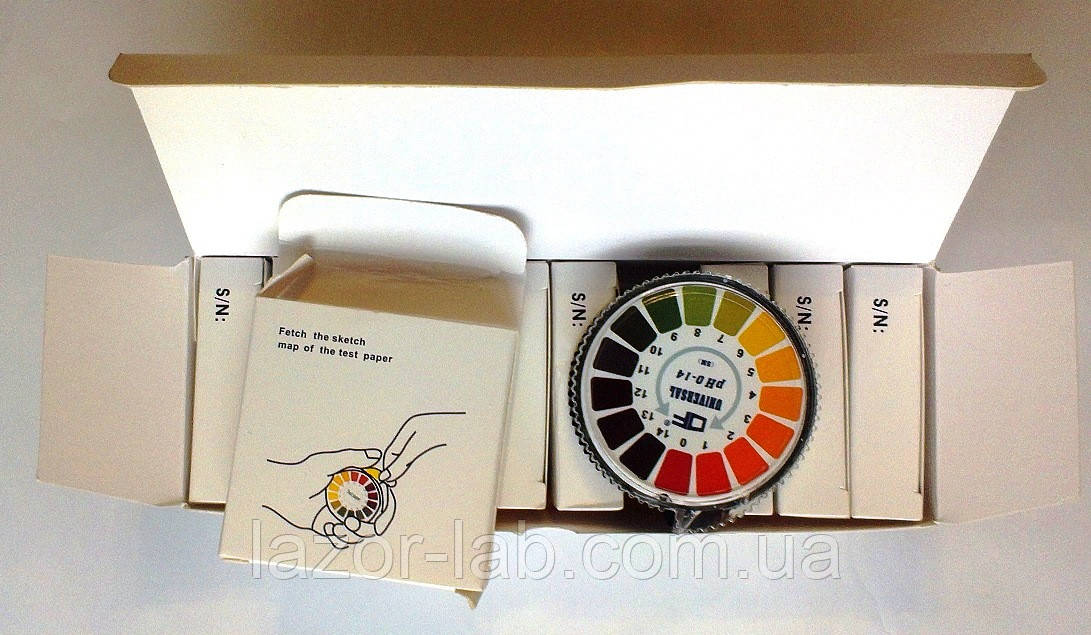 S/N:
Fetch the sketch
map of the test paper
S/N:
S/N:
S/N:
QF®
UNIVERSAL
pH 0-14
0 1 2 3 4 5 6 7 8 9 10 11 12 13 14
lazor-lab.com.ua